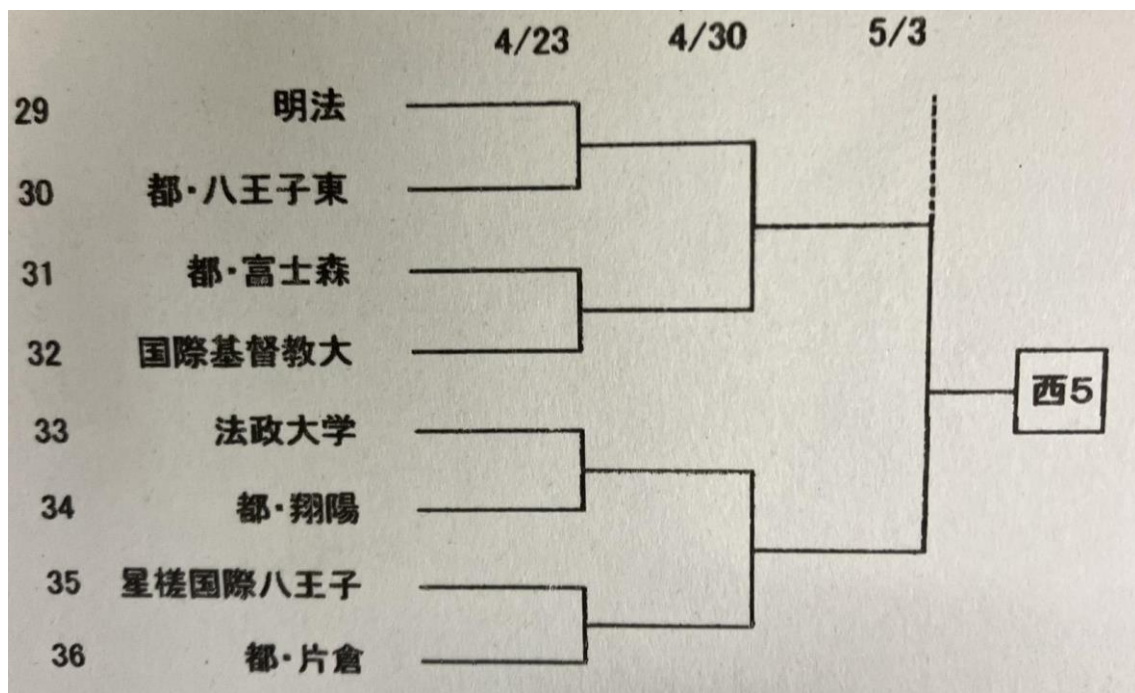 4/23 4/30 5/3
29 明法
30 都・八王子東
31 都・富士森
32 国際基督教大
33 法政大学
34 都・翔陽
35 星槎国際八王子
36 都・片倉
西5